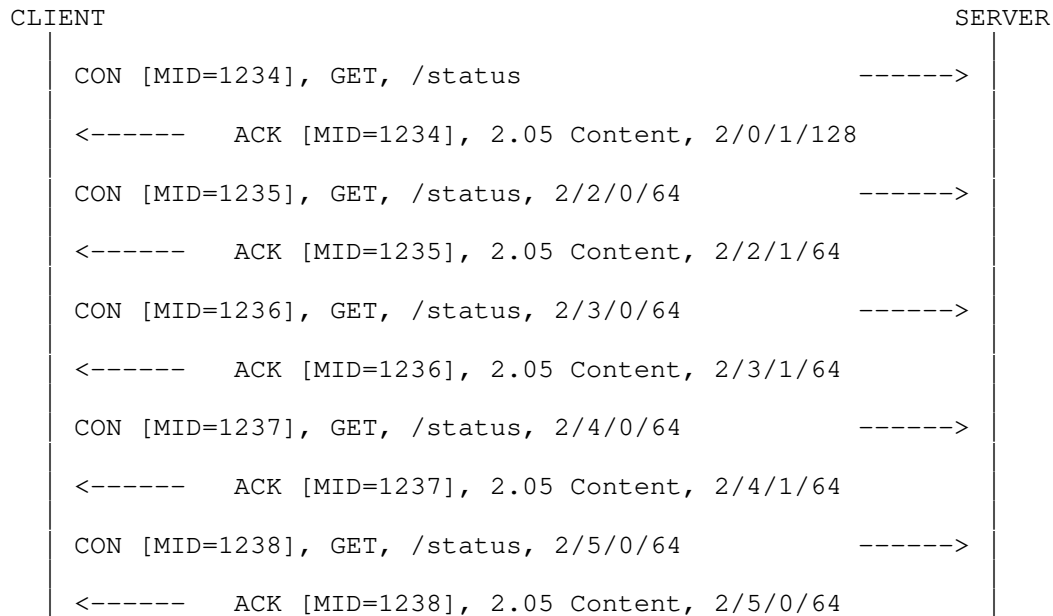 CLIENT SERVER
CON [MID=1234], GET, /status ------>
<------ ACK [MID=1234], 2.05 Content, 2/0/1/128
CON [MID=1235], GET, /status, 2/2/0/64 ------>
<------ ACK [MID=1235], 2.05 Content, 2/2/1/64
CON [MID=1236], GET, /status, 2/3/0/64 ------>
<------ ACK [MID=1236], 2.05 Content, 2/3/1/64
CON [MID=1237], GET, /status, 2/4/0/64 ------>
<------ ACK [MID=1237], 2.05 Content, 2/4/1/64
CON [MID=1238], GET, /status, 2/5/0/64 ------>
<------ ACK [MID=1238], 2.05 Content, 2/5/0/64